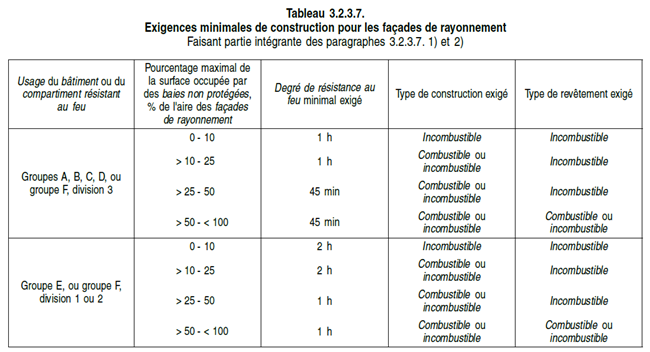 Tableau 3.2.3.7.
Exigences minimales de construction pour les façades de rayonnement
Faisant partie intégrante des paragraphes 3.2.3.7. 1) et 2)
Usage du bâtiment ou du compartiment résistant au feu | Pourcentage maximal de la surface occupée par des baies non protégées, % de l'aire des façades de rayonnement | Degré de résistance au feu minimal exigé | Type de construction exigé | Type de revêtement exigé
Groupes A, B, C, D, ou groupe F, division 3
0 - 10 | 1 h | Incombustible | Incombustible
> 10 - 25 | 1 h | Combustible ou incombustible | Incombustible
> 25 - 50 | 45 min | Combustible ou incombustible | Incombustible
> 50 - < 100 | 45 min | Combustible ou incombustible | Combustible ou incombustible
Groupe E, ou groupe F, division 1 ou 2
0 - 10 | 2 h | Incombustible | Incombustible
> 10 - 25 | 2 h | Combustible ou incombustible | Incombustible
> 25 - 50 | 1 h | Combustible ou incombustible | Incombustible
> 50 - < 100 | 1 h | Combustible ou incombustible | Combustible ou incombustible